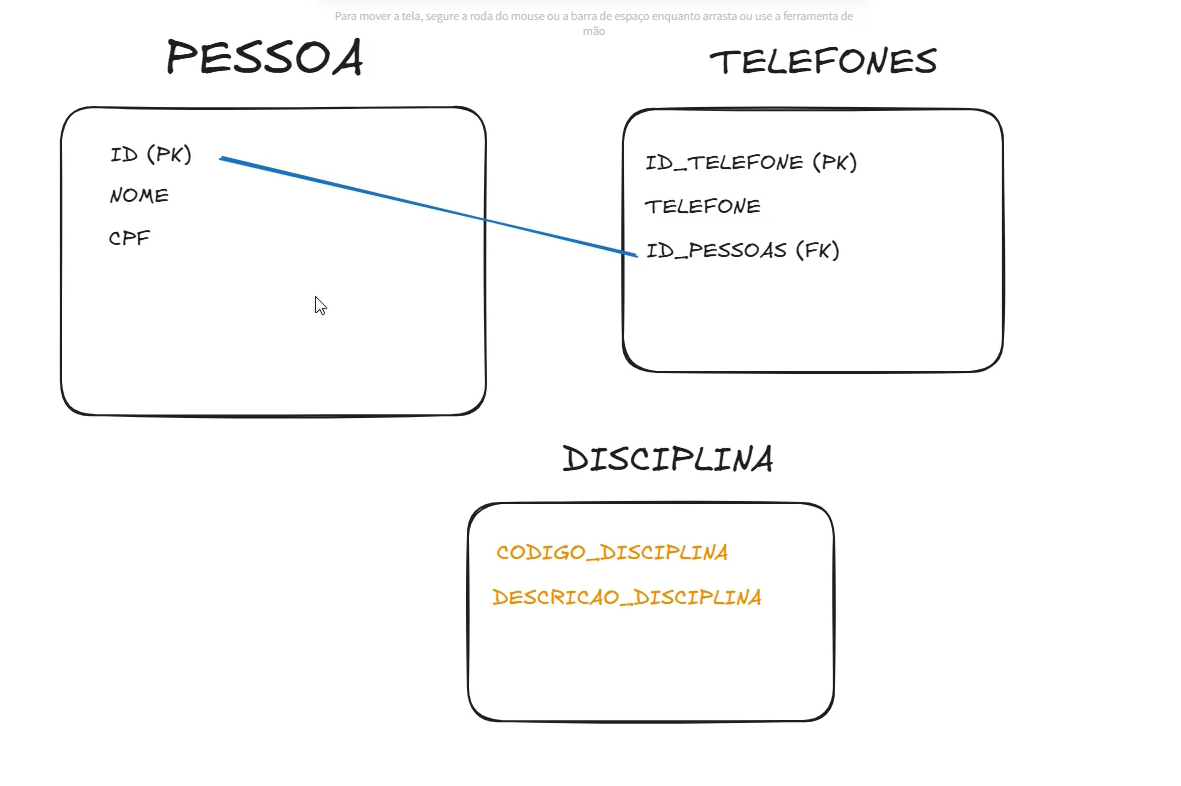 Para mover a tela, segure a roda do mouse ou a barra de espaço enquanto arrasta ou use a ferramenta de
mão
PESSOA
ID (PK)
NOME
CPF
TELEFONES
ID_TELEFONE (PK)
TELEFONE
ID_PESSOAS (FK)
DISCIPLINA
CODIGO_DISCIPLINA
DESCRICAO_DISCIPLINA